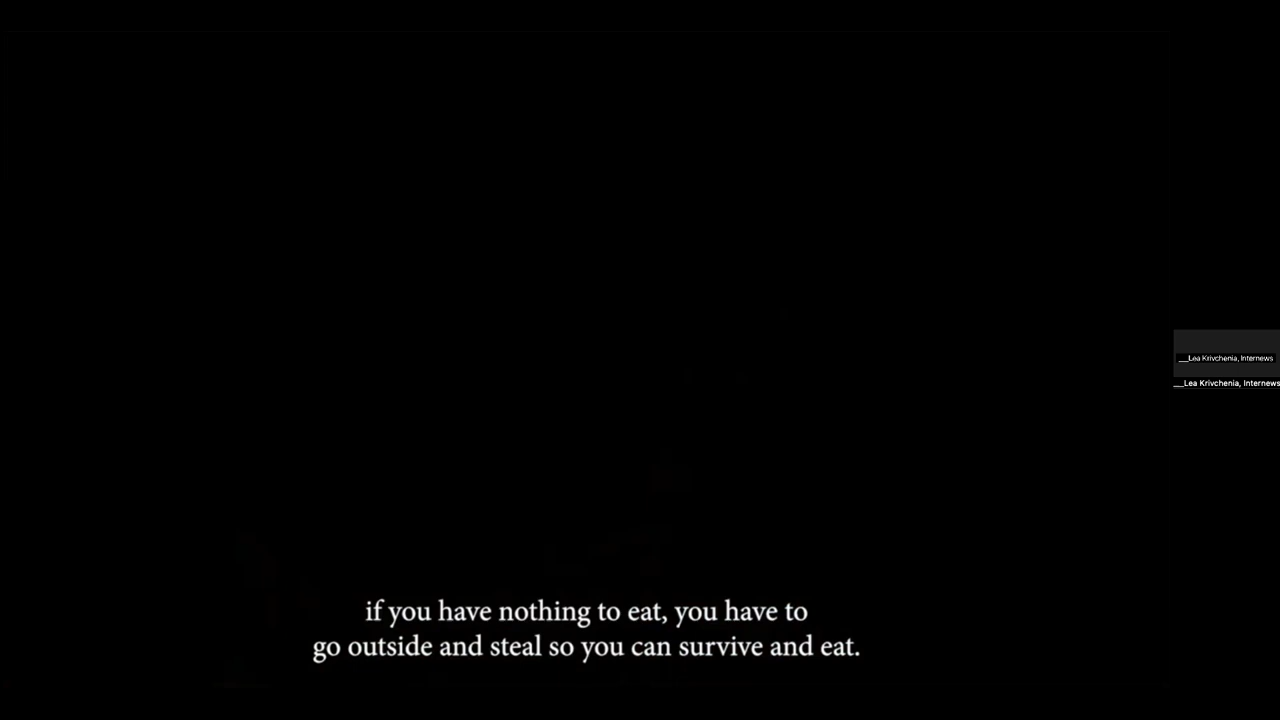 __Lea Krivchenia, Internews
__Lea Krivchenia, Internews
if you have nothing to eat, you have to
go outside and steal so you can survive and eat.